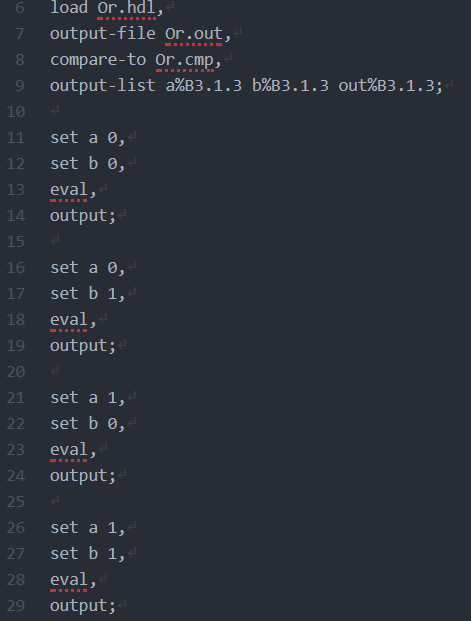 6 load Or.hdl,
7 output-file Or.out,
8 compare-to Or.cmp,
9 output-list a%B3.1.3 b%B3.1.3 out%B3.1.3;
10
11 set a 0,
12 set b 0,
13 eval,
14 output;
15
16 set a 0,
17 set b 1,
18 eval,
19 output;
20
21 set a 1,
22 set b 0,
23 eval,
24 output;
25
26 set a 1,
27 set b 1,
28 eval,
29 output;